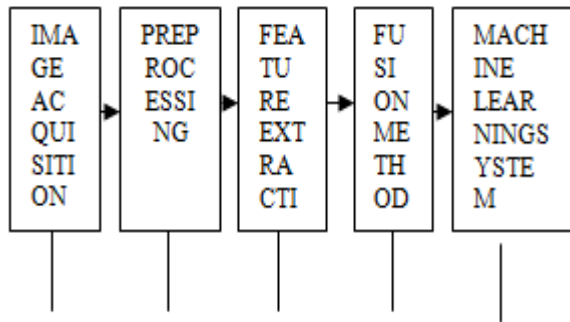 IMA
GE
AC
QUI
SITI
ON
PREP
ROC
ESSI
NG
FEA
TU
RE
EXT
RA
CTI
FU
SI
ON
ME
TH
OD
MACH
INE
LEAR
NINGS
YSTE
M